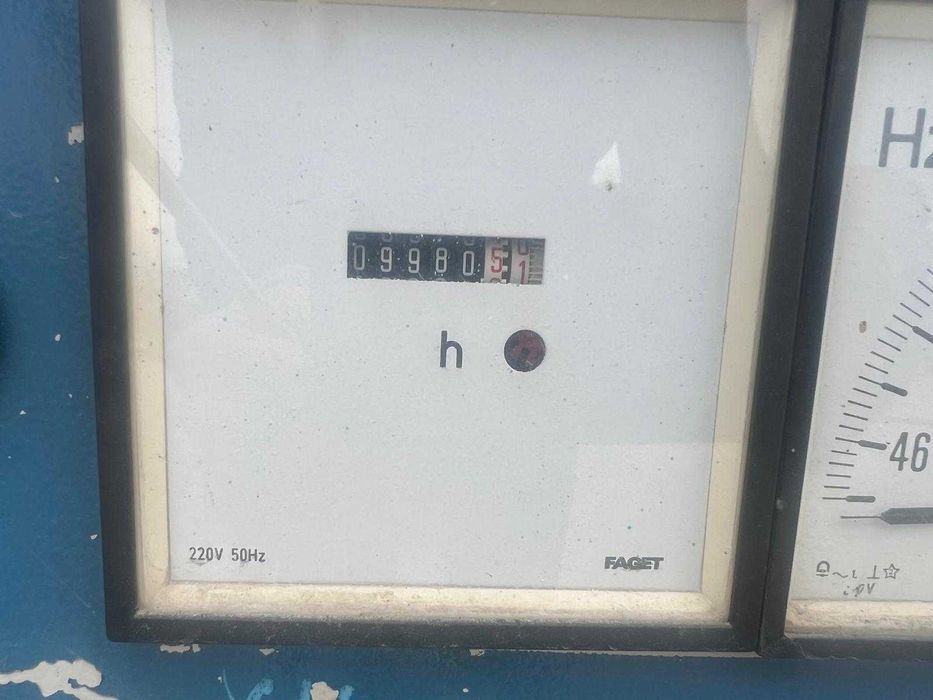 0998051
h
220V 50Hz
FAGET
Hz
46